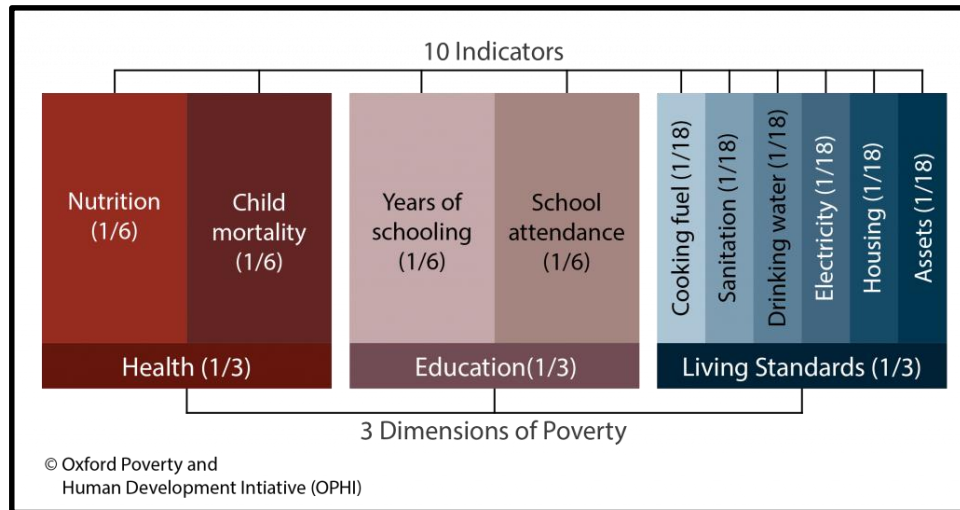 10 Indicators
Nutrition
(1/6)
Child
mortality
(1/6)
Years of
schooling
(1/6)
School
attendance
(1/6)
Cooking fuel (1/18)
Sanitation (1/18)
Drinking water (1/18)
Electricity (1/18)
Housing (1/18)
Assets (1/18)
Health (1/3)
Education(1/3)
Living Standards (1/3)
3 Dimensions of Poverty
© Oxford Poverty and
Human Development Intiative (OPHI)